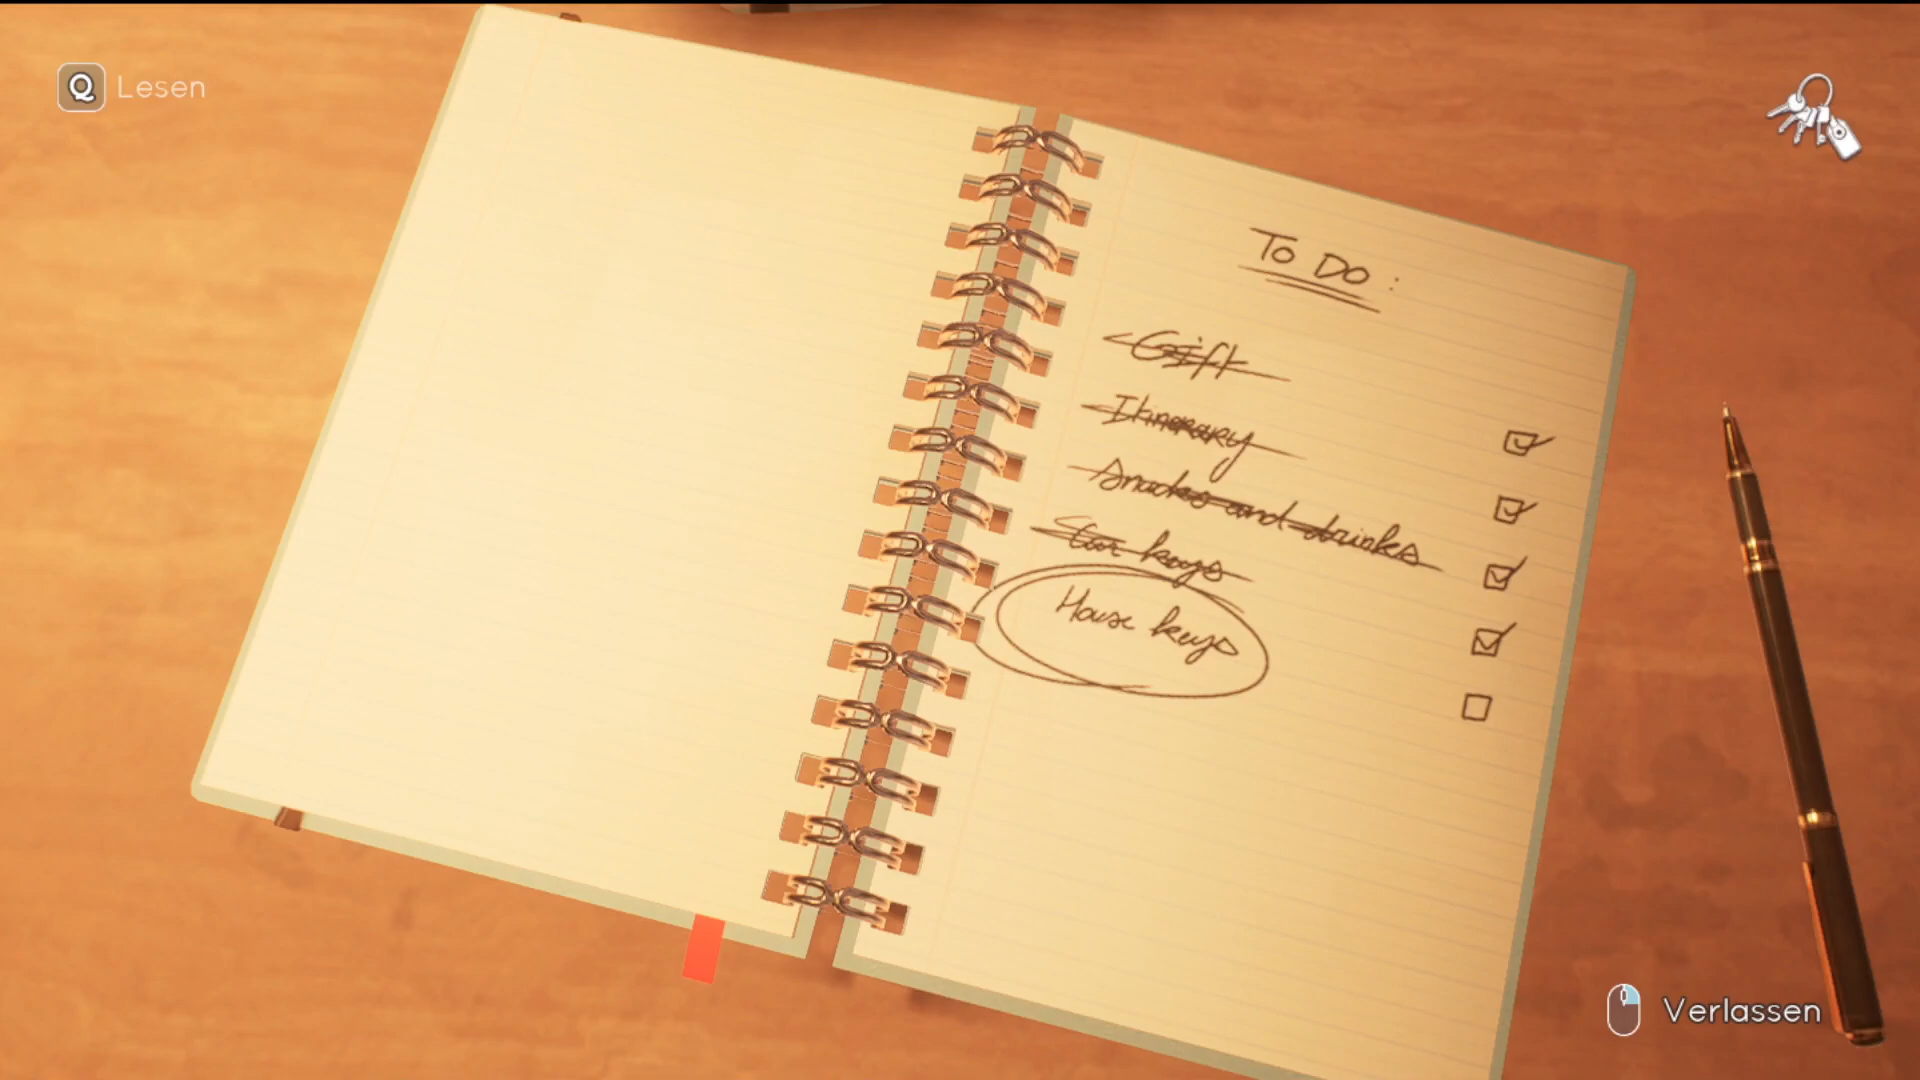 Q Lesen
To Do :
Gift
Itinerary
Snacks and drinks
Car keys
House keys
Verlassen